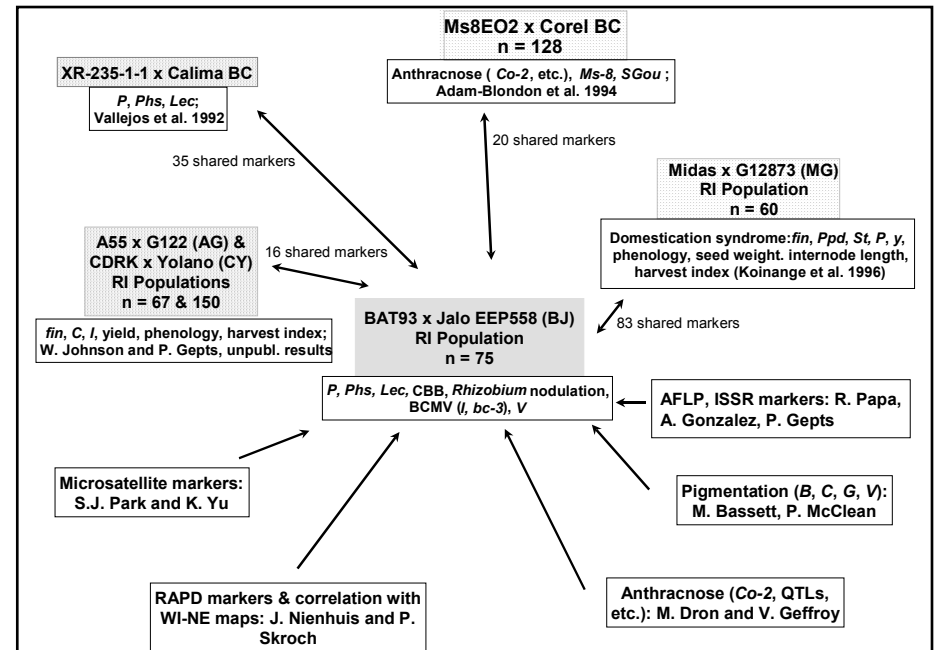 Ms8EO2 x Corel BC
n = 128
Anthracnose ( Co-2, etc.), Ms-8, SGou ;
Adam-Blondon et al. 1994
XR-235-1-1 x Calima BC
P, Phs, Lec;
Vallejos et al. 1992
20 shared markers
35 shared markers
Midas x G12873 (MG)
RI Population
n = 60
Domestication syndrome:fin, Ppd, St, P, y,
phenology, seed weight. internode length,
harvest index (Koinange et al. 1996)
A55 x G122 (AG) &
CDRK x Yolano (CY)
RI Populations
n = 67 & 150
16 shared markers
fin, C, I, yield, phenology, harvest index;
W. Johnson and P. Gepts, unpubl. results
BAT93 x Jalo EEP558 (BJ)
RI Population
n = 75
83 shared markers
P, Phs, Lec, CBB, Rhizobium nodulation,
BCMV (I, bc-3), V
AFLP, ISSR markers: R. Papa,
A. Gonzalez, P. Gepts
Microsatellite markers:
S.J. Park and K. Yu
Pigmentation (B, C, G, V):
M. Bassett, P. McClean
RAPD markers & correlation with
WI-NE maps: J. Nienhuis and P.
Skroch
Anthracnose (Co-2, QTLs,
etc.): M. Dron and V. Geffroy